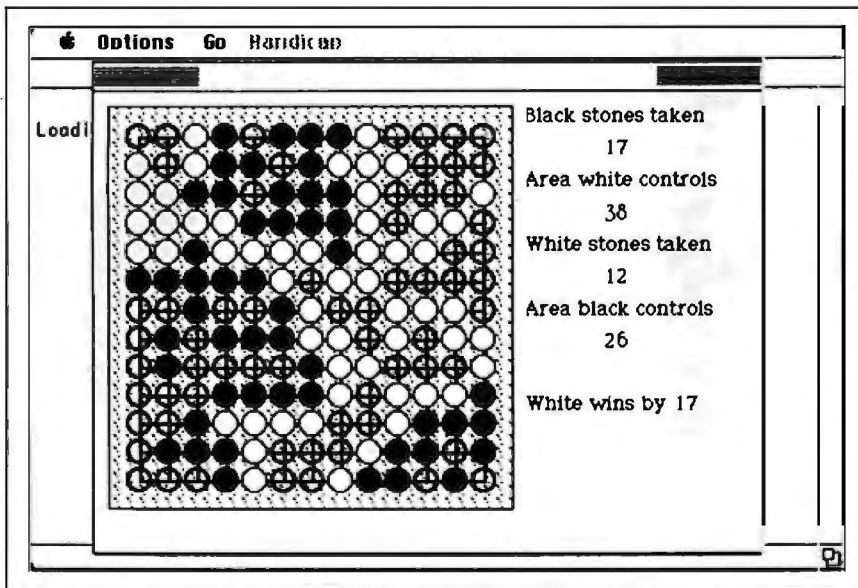 Options Go Handicap
Loadi
Black stones taken
17
Area white controls
38
White stones taken
12
Area black controls
26
White wins by 17